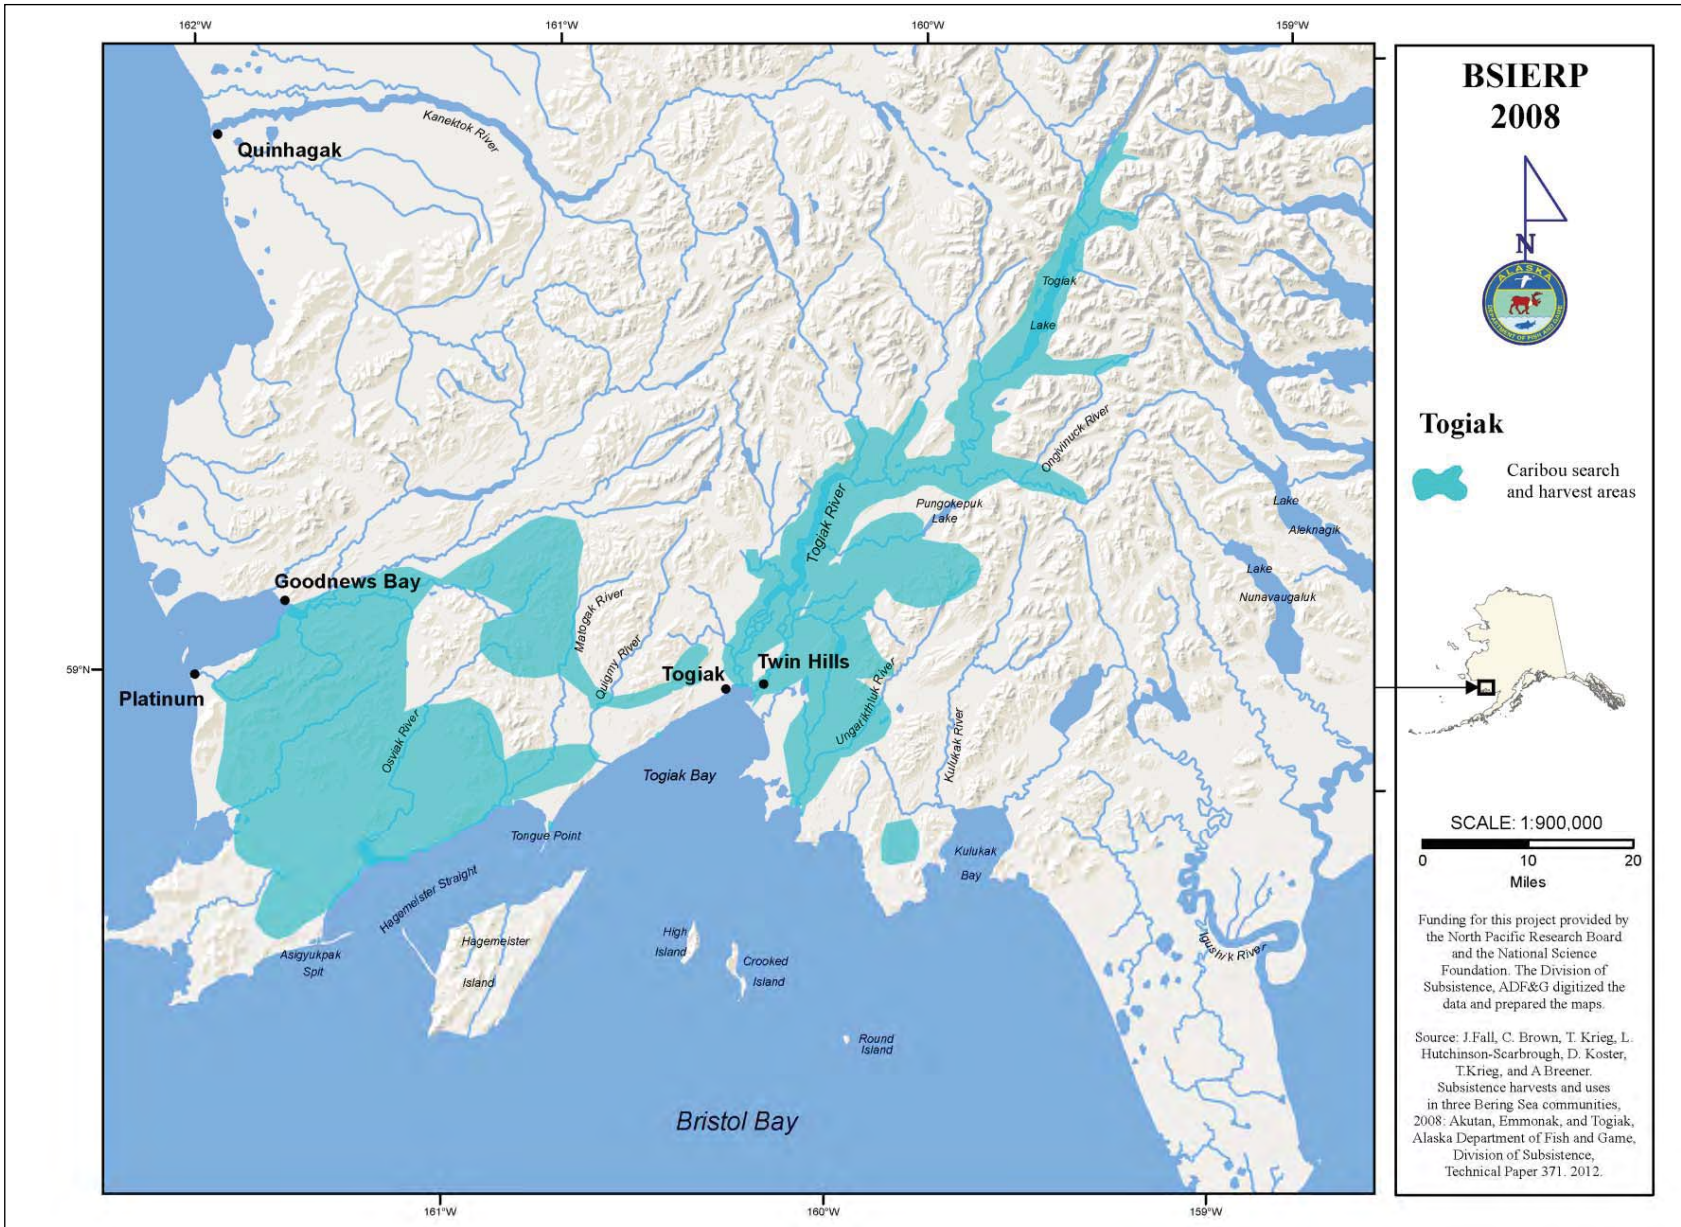 162°W
161°W
160°W
159°W
Kanektok River
Quinhagak
Togiak
Lake
Ongivinuck River
Pungokepuk
Lake
Togiak River
Lake
Aleknagik
Lake
Nunavaugaluk
Goodnews Bay
Matogak River
Quigmy River
59°N
Platinum
Togiak
Twin Hills
Osviak River
Ungarikthluk River
Kulukak River
Togiak Bay
Tongue Point
Kulukak
Bay
Hagemeister Straight
Asigyukpak
Spit
Hagemeister
Island
High
Island
Crooked
Island
Igushik River
Round
Island
Bristol Bay
161°W
160°W
159°W
BSIERP
2008
N
ALASKA
DEPARTMENT OF FISH AND GAME
Togiak
Caribou search
and harvest areas
SCALE: 1:900,000
0 10 20
Miles
Funding for this project provided by
the North Pacific Research Board
and the National Science
Foundation. The Division of
Subsistence, ADF&G digitized the
data and prepared the maps.
Source: J.Fall, C. Brown, T. Krieg, L.
Hutchinson-Scarbrough, D. Koster,
T.Krieg, and A Breener.
Subsistence harvests and uses
in three Bering Sea communities,
2008: Akutan, Emmonak, and Togiak,
Alaska Department of Fish and Game,
Division of Subsistence,
Technical Paper 371. 2012.